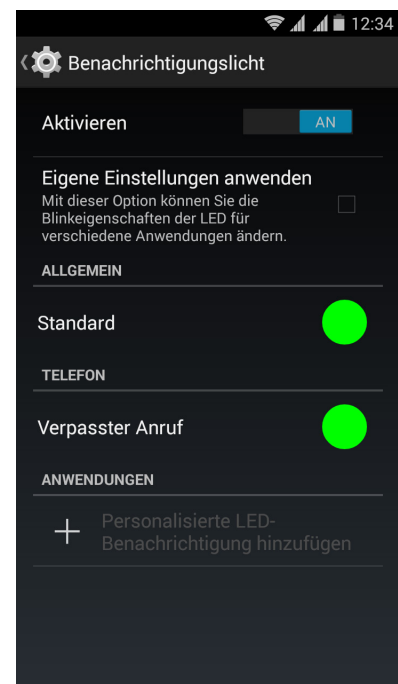 12:34
Benachrichtigungslicht
Aktivieren
AN
Eigene Einstellungen anwenden
Mit dieser Option können Sie die
Blinkeigenschaften der LED für
verschiedene Anwendungen ändern.
ALLGEMEIN
Standard
TELEFON
Verpasster Anruf
ANWENDUNGEN
Personalisierte LED-
Benachrichtigung hinzufügen